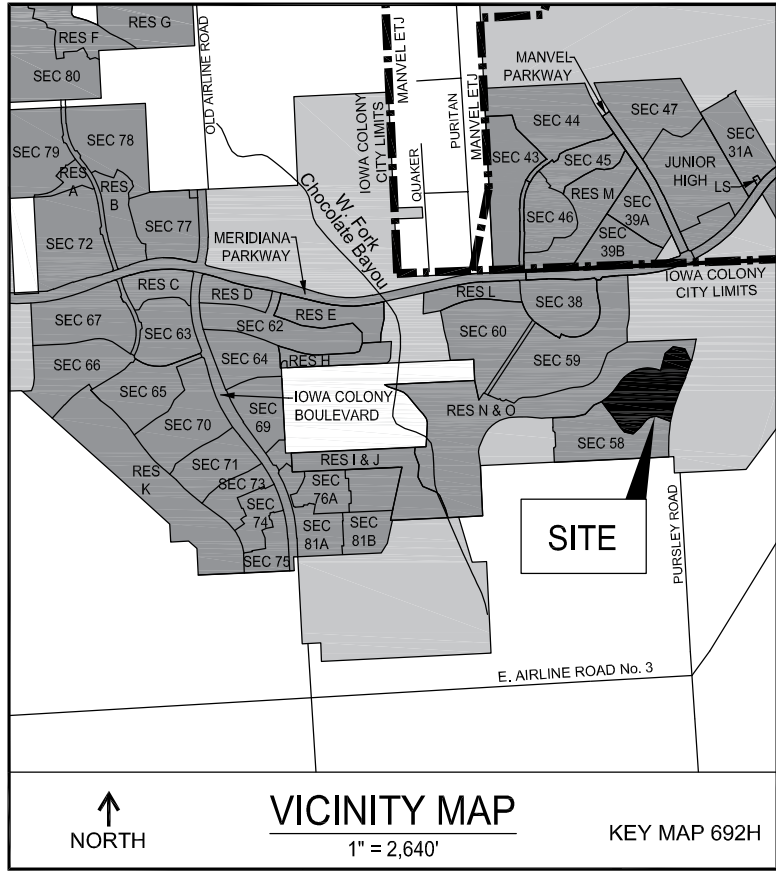 RES G
RES F
SEC 80
OLD AIRLINE ROAD
SEC 78
SEC 79
RES
A
RES
B
SEC 77
SEC 72
MERIDIANA
PARKWAY
W. Fork
Chocolate Bayou
IOWA COLONY
CITY LIMITS
MANVEL ETJ
QUAKER
PURITAN
MANVEL ETJ
MANVEL
PARKWAY
SEC 44
SEC 47
SEC 43
SEC 45
SEC
31A
JUNIOR
HIGH
LS
RES M
SEC 46
SEC
39A
SEC
39B
IOWA COLONY
CITY LIMITS
RES C
RES D
RES E
RES L
SEC 38
SEC 67
SEC 63
SEC 62
SEC 60
SEC 66
SEC 64
RES H
SEC 59
SEC 65
IOWA COLONY
BOULEVARD
SEC
69
RES N & O
SEC 70
SEC 58
RES
K
SEC 71
RES I & J
SEC 73
SEC
76A
SEC
74
SEC
81A
SEC
81B
SEC 75
SITE
PURSLEY ROAD
E. AIRLINE ROAD No. 3
NORTH
VICINITY MAP
1" = 2,640'
KEY MAP 692H